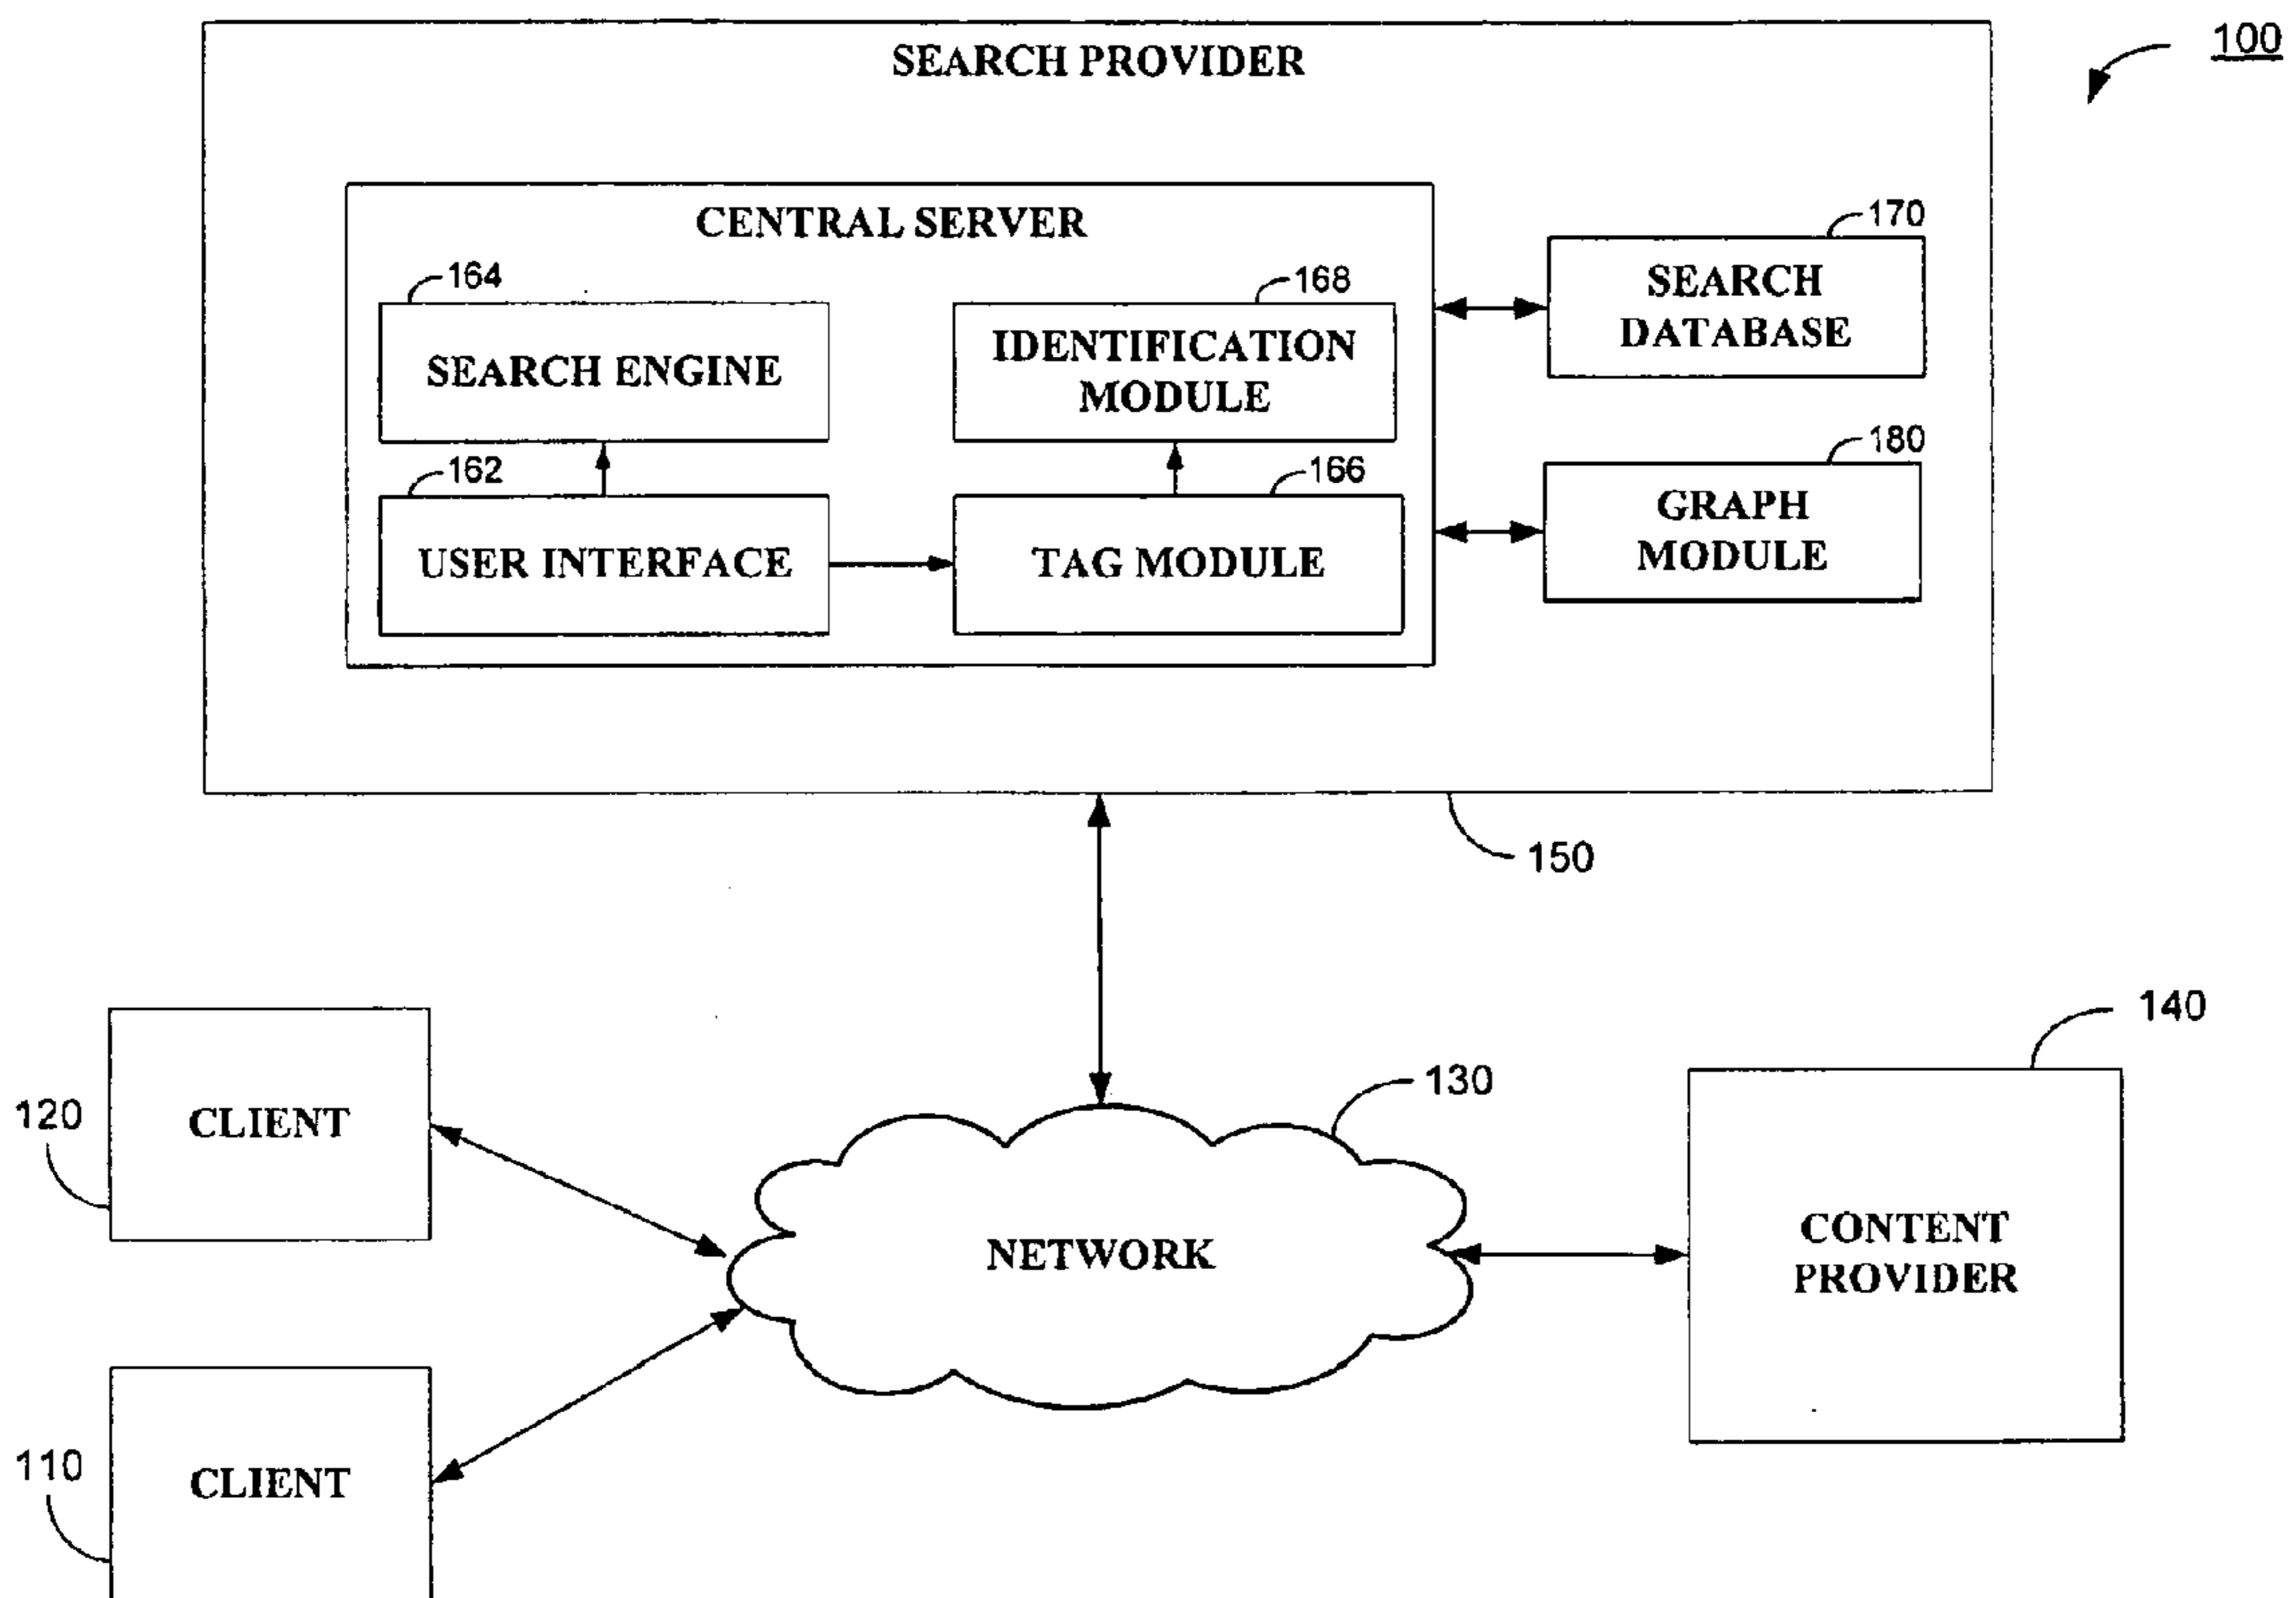 100
SEARCH PROVIDER
CENTRAL SERVER
164
SEARCH ENGINE
168
IDENTIFICATION
MODULE
170
SEARCH
DATABASE
162
USER INTERFACE
166
TAG MODULE
180
GRAPH
MODULE
150
120
CLIENT
130
NETWORK
140
CONTENT
PROVIDER
110
CLIENT